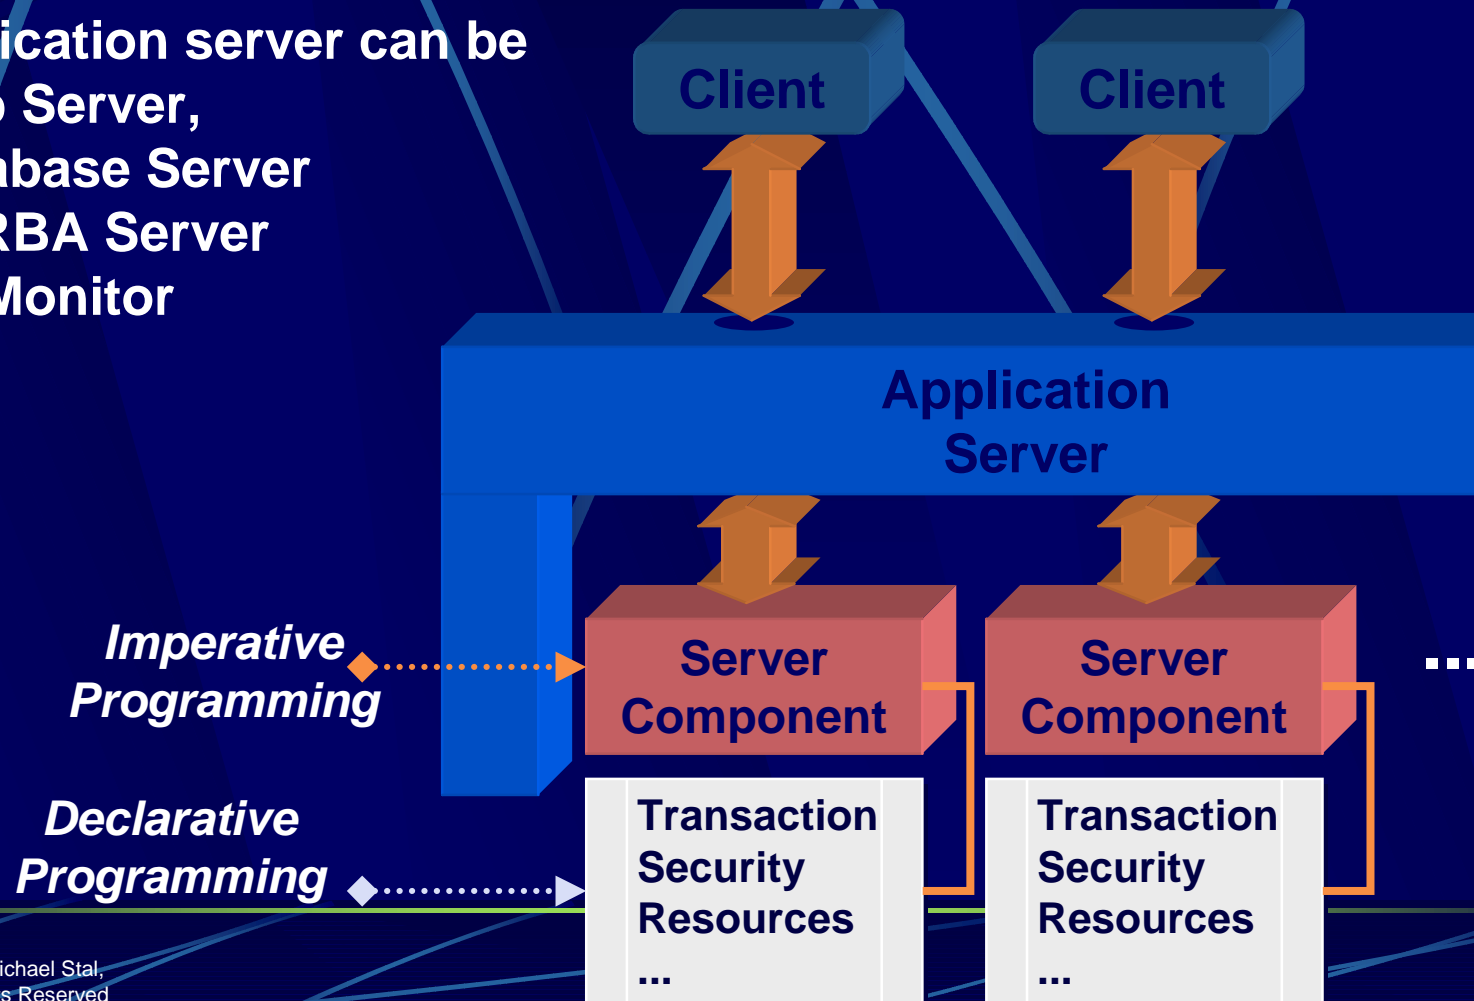 ication server can be
Server,
abase Server
RBA Server
Monitor
Client
Client
Application
Server
Imperative
Programming
Server
Component
Server
Component
Declarative
Programming
Transaction
Security
Resources
...
Transaction
Security
Resources
...
ichael Stal,
s Reserved